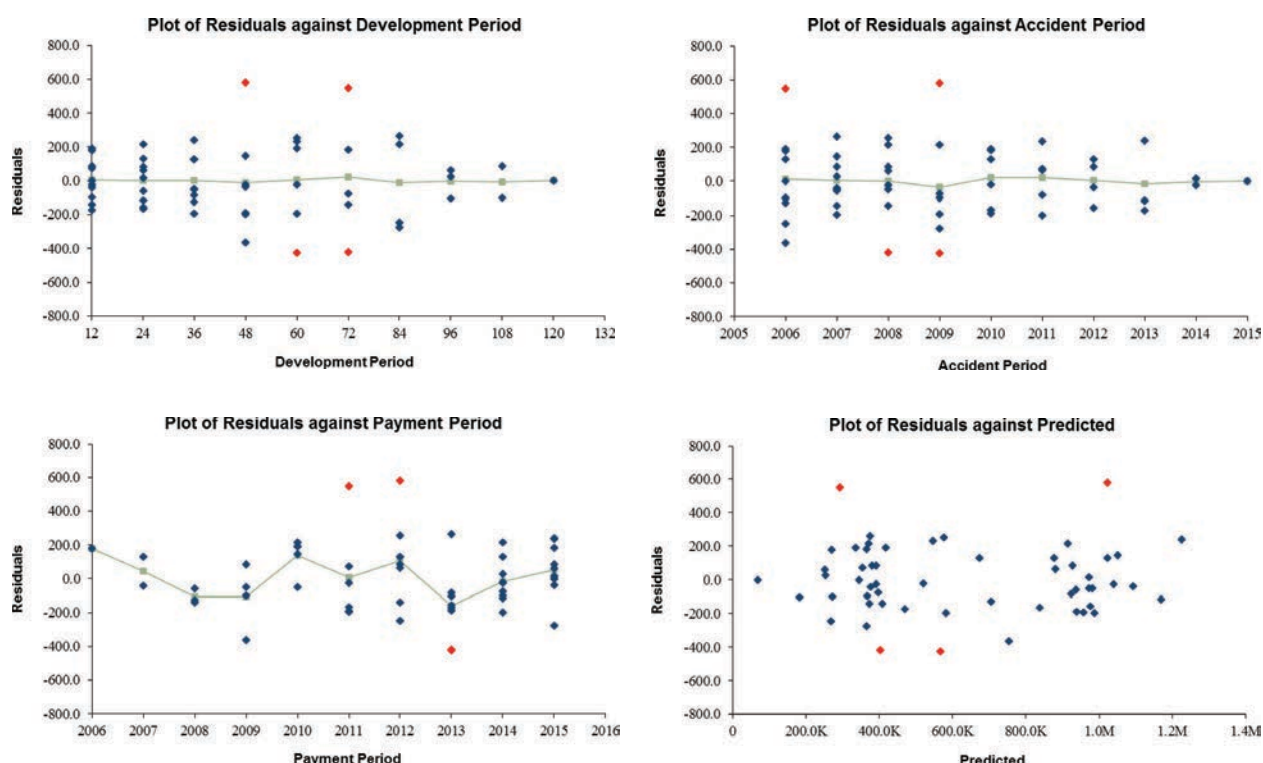 Plot of Residuals against Development Period
800.0
600.0
400.0
200.0
0.0
-200.0
-400.0
-600.0
-800.0
Residuals
12 24 36 48 60 72 84 96 108 120 132
Development Period
Plot of Residuals against Accident Period
800.0
600.0
400.0
200.0
0.0
-200.0
-400.0
-600.0
-800.0
Residuals
2005 2006 2007 2008 2009 2010 2011 2012 2013 2014 2015
Accident Period
Plot of Residuals against Payment Period
800.0
600.0
400.0
200.0
0.0
-200.0
-400.0
-600.0
-800.0
Residuals
2006 2007 2008 2009 2010 2011 2012 2013 2014 2015 2016
Payment Period
Plot of Residuals against Predicted
800.0
600.0
400.0
200.0
0.0
-200.0
-400.0
-600.0
-800.0
Residuals
0 200.0K 400.0K 600.0K 800.0K 1.0M 1.2M 1.4M
Predicted